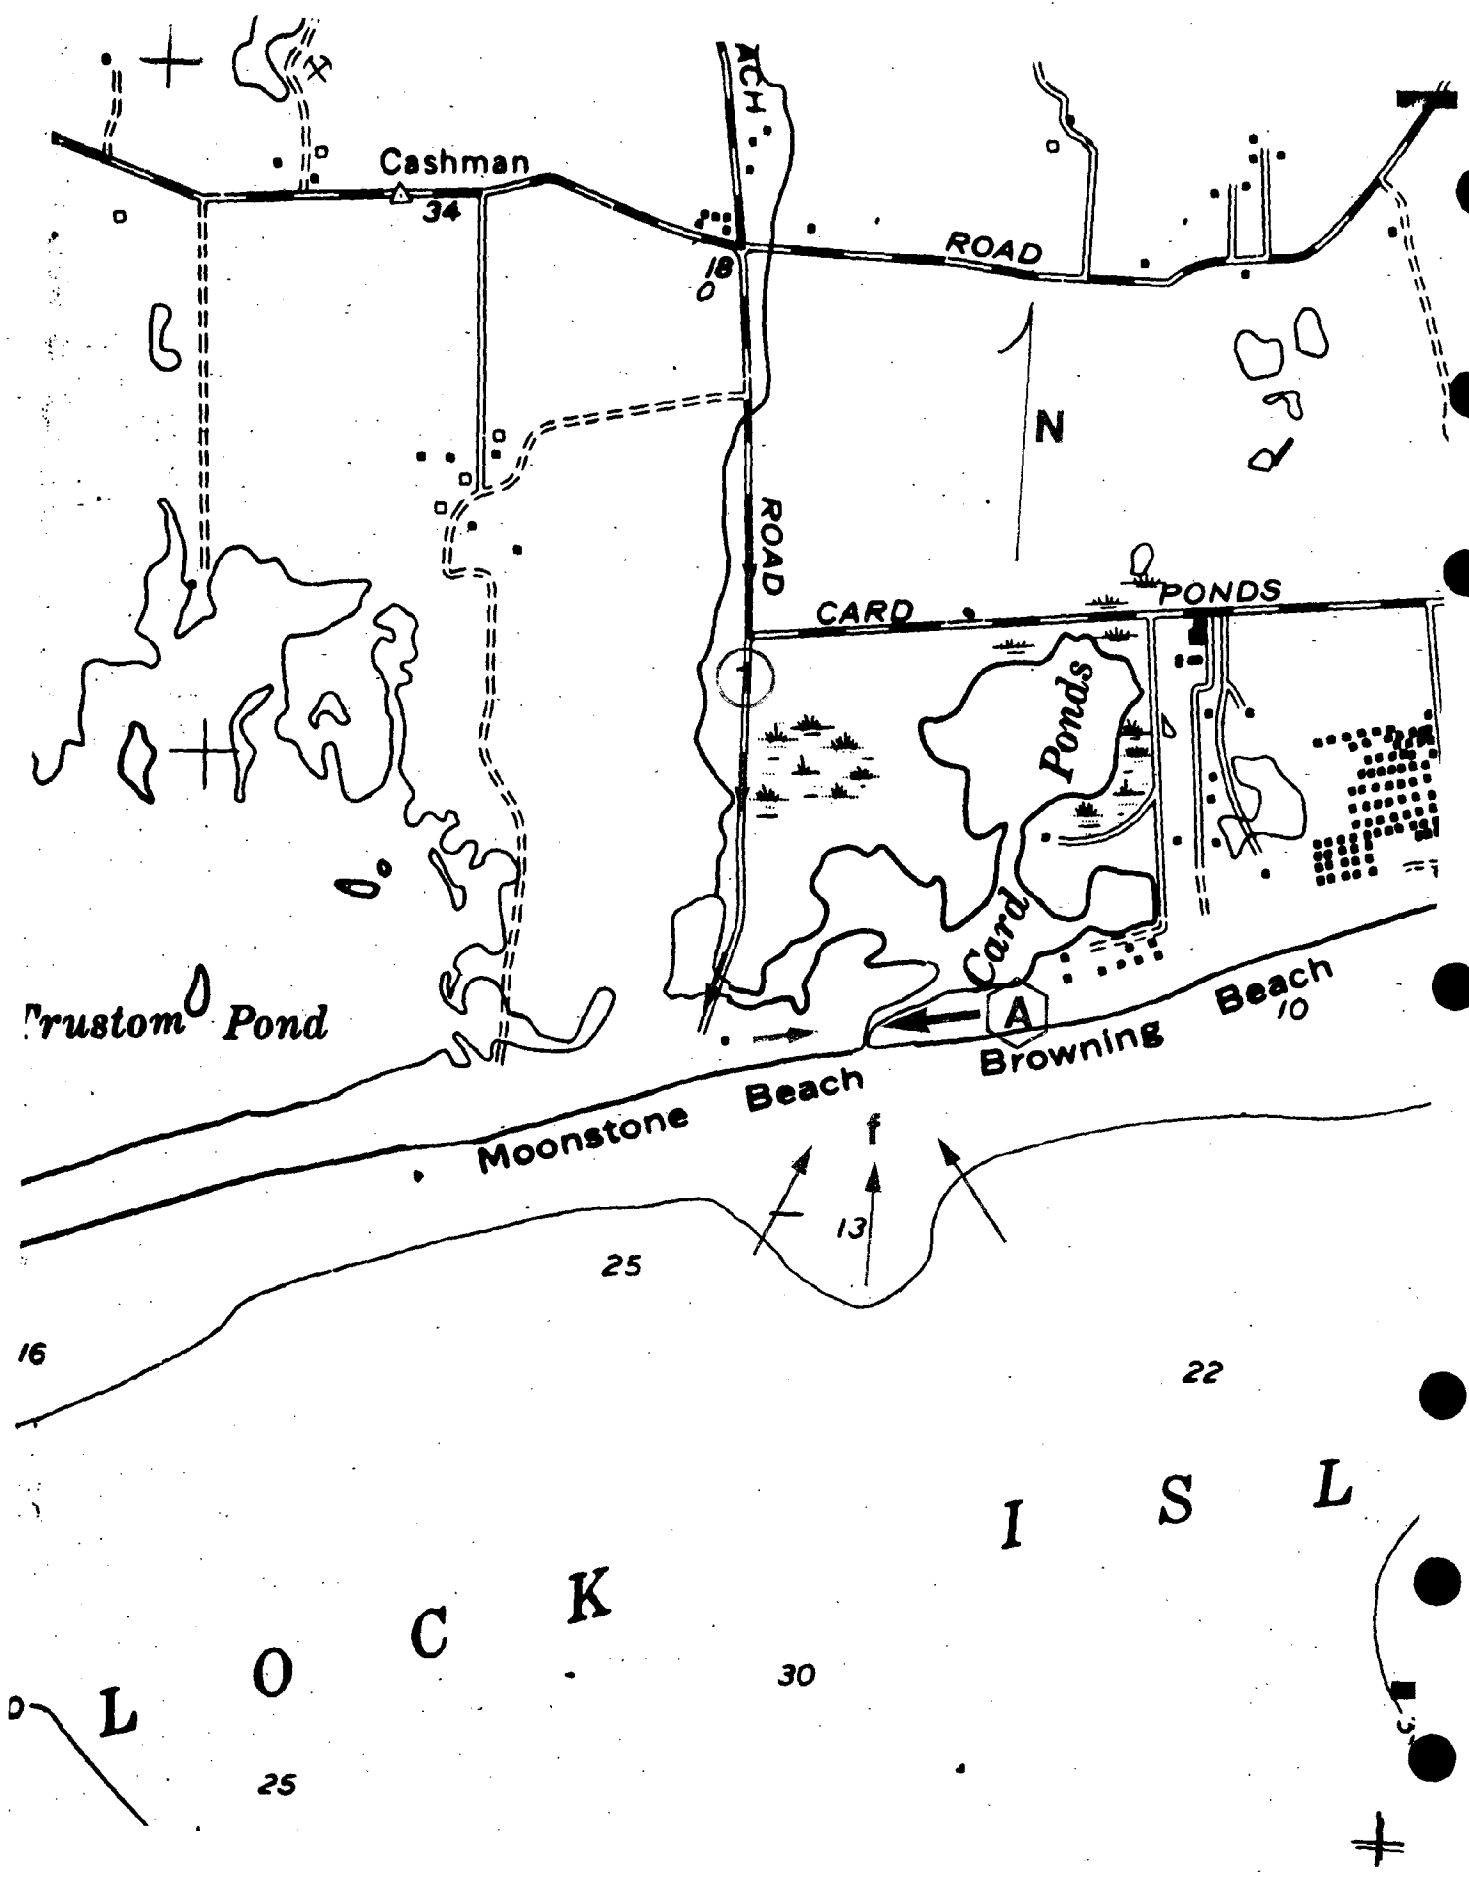 ACH
Cashman
34
18
ROAD
N
ROAD
CARD
PONDS
Card Ponds
Trustom Pond
A
Moonstone Beach
Browning Beach
10
f
13
25
16
22
L O C K I S L
30
25